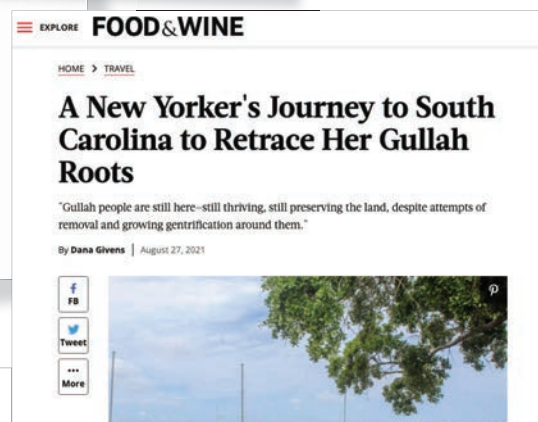 EXPLORE FOOD&WINE
HOME > TRAVEL
A New Yorker's Journey to South
Carolina to Retrace Her Gullah
Roots
"Gullah people are still here—still thriving, still preserving the land, despite attempts of
removal and growing gentrification around them."
By Dana Givens | August 27, 2021
f
FB
Tweet
...
More